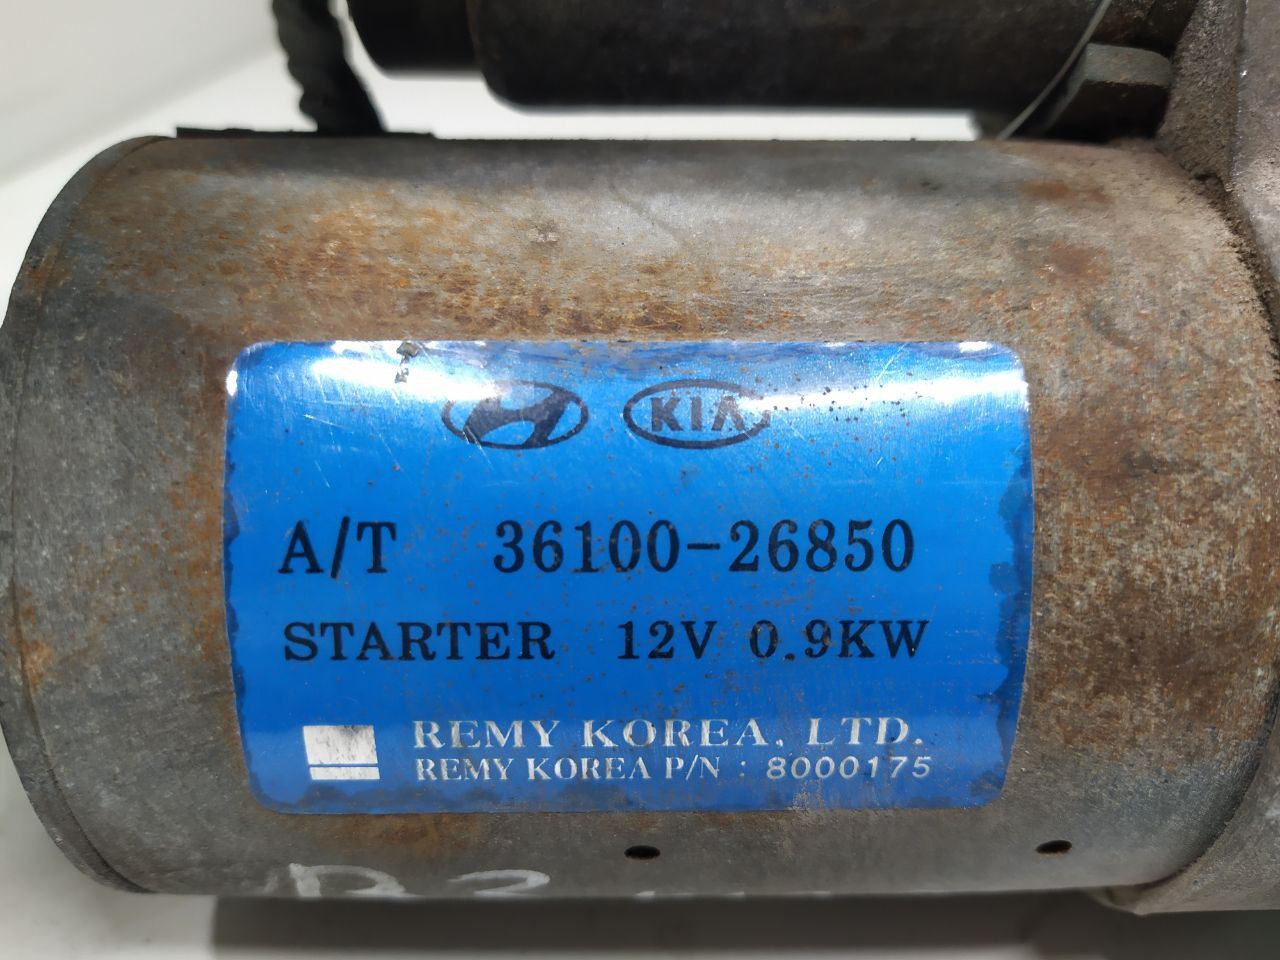 KIA
A/T 36100-26850
STARTER 12V 0.9KW
REMY KOREA, LTD.
REMY KOREA P/N : 8000175